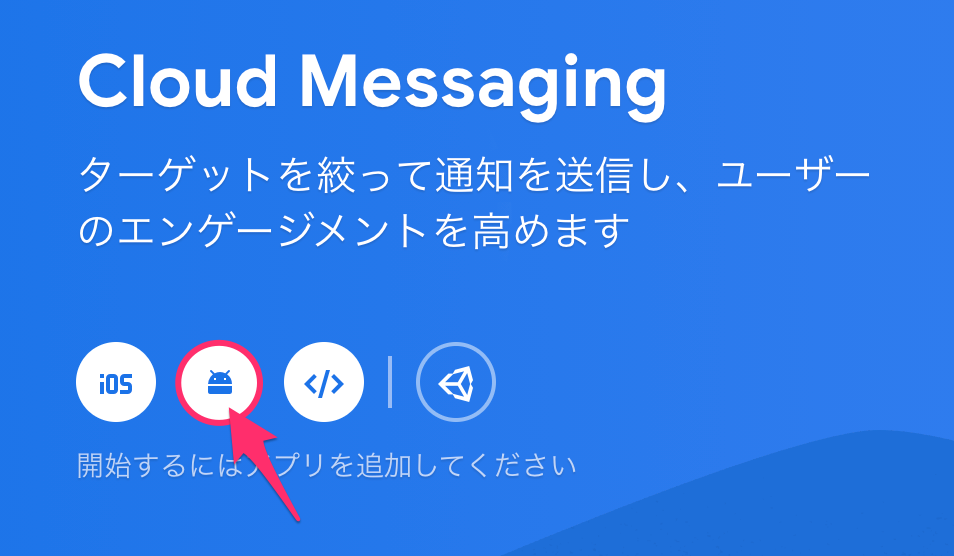 Cloud Messaging
ターゲットを絞って通知を送信し、ユーザー
のエンゲージメントを高めます
iOS
</>
開始するにはアプリを追加してください